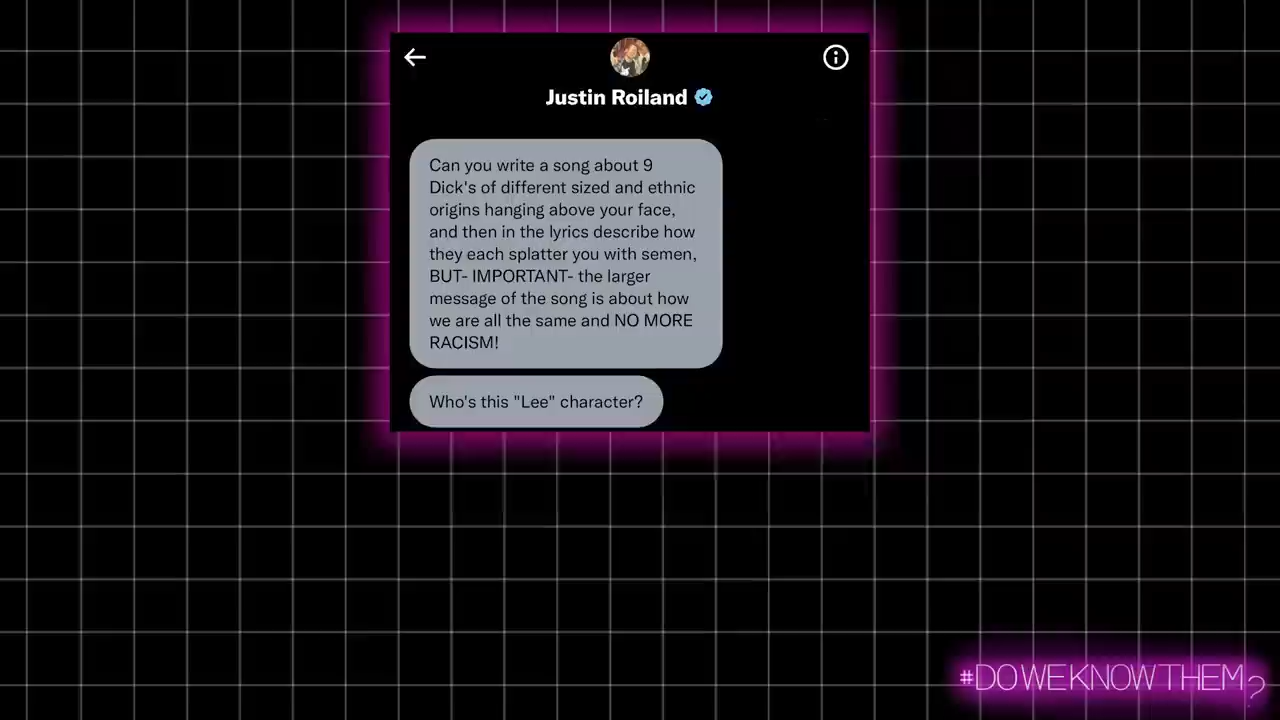 Justin Roiland
Can you write a song about 9
Dick's of different sized and ethnic
origins hanging above your face,
and then in the lyrics describe how
they each splatter you with semen,
BUT- IMPORTANT- the larger
message of the song is about how
we are all the same and NO MORE
RACISM!
Who's this "Lee" character?
#DOWEKNOWTHEM?